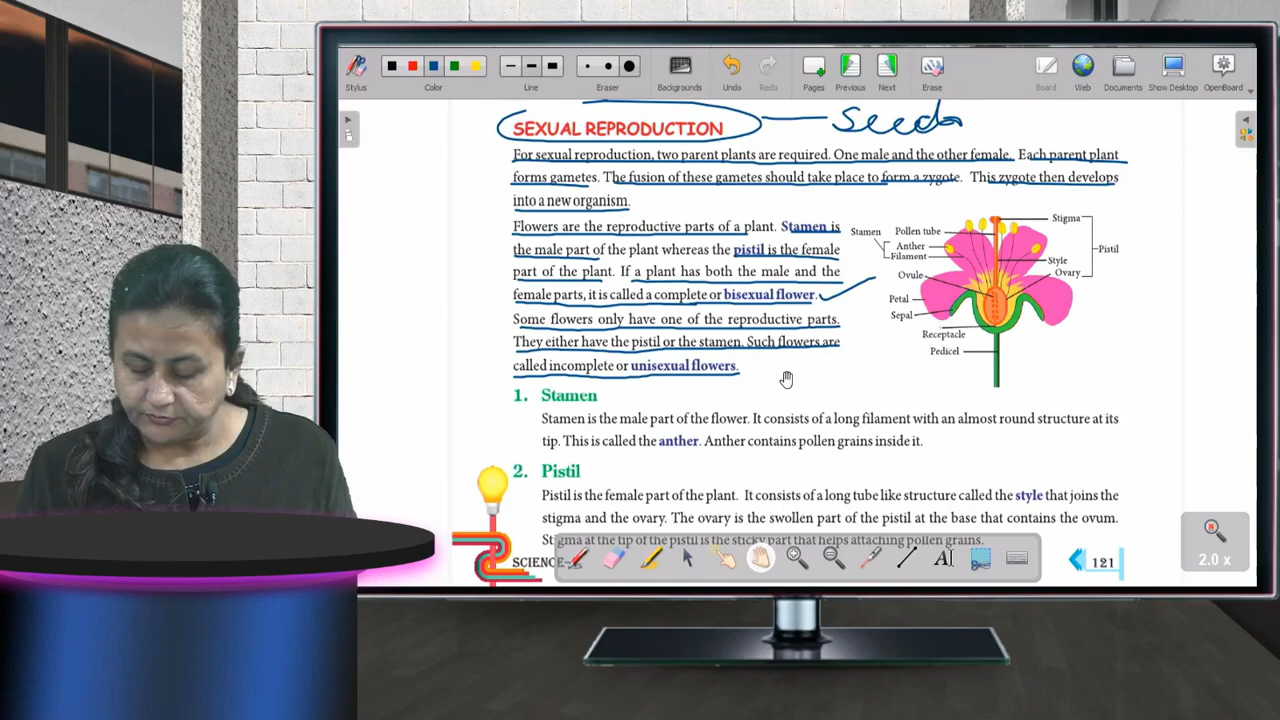 Stylus
Color
Line
Eraser
Backgrounds
Undo
Redo
Pages
Previous
Next
Erase
Board
Web
Documents
Show Desktop
OpenBoard
SEXUAL REPRODUCTION
For sexual reproduction, two parent plants are required. One male and the other female. Each parent plant
forms gametes. The fusion of these gametes should take place to form a zygote. This zygote then develops
into a new organism.
Flowers are the reproductive parts of a plant. Stamen is
the male part of the plant whereas the pistil is the female
part of the plant. If a plant has both the male and the
female parts, it is called a complete or bisexual flower.
Some flowers only have one of the reproductive parts.
They either have the pistil or the stamen. Such flowers are
called incomplete or unisexual flowers.
Stigma
Pollen tube
Stamen
Anther
Filament
Pistil
Style
Ovule
Ovary
Petal
Sepal
Receptacle
Pedicel
1. Stamen
Stamen is the male part of the flower. It consists of a long filament with an almost round structure at its
tip. This is called the anther. Anther contains pollen grains inside it.
2. Pistil
Pistil is the female part of the plant. It consists of a long tube like structure called the style that joins the
stigma and the ovary. The ovary is the swollen part of the pistil at the base that contains the ovum.
Stigma at the tip of the pistil is the sticky part that helps attaching pollen grains.
SCIENCE
121
2.0 x